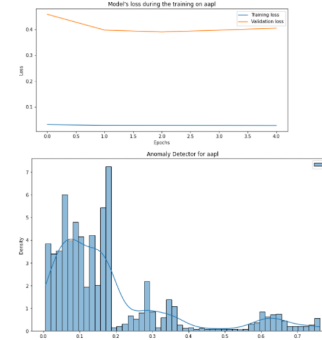 Model's loss during the training on aapl
Training loss
Validation loss
0.4
0.3
0.2
0.1
Loss
0.0 0.5 1.0 1.5 2.0 2.5 3.0 3.5 4.0
Epochs
Anomaly Detector for aapl
7
6
5
4
3
2
1
0
Density
0.0 0.1 0.2 0.3 0.4 0.5 0.6 0.7